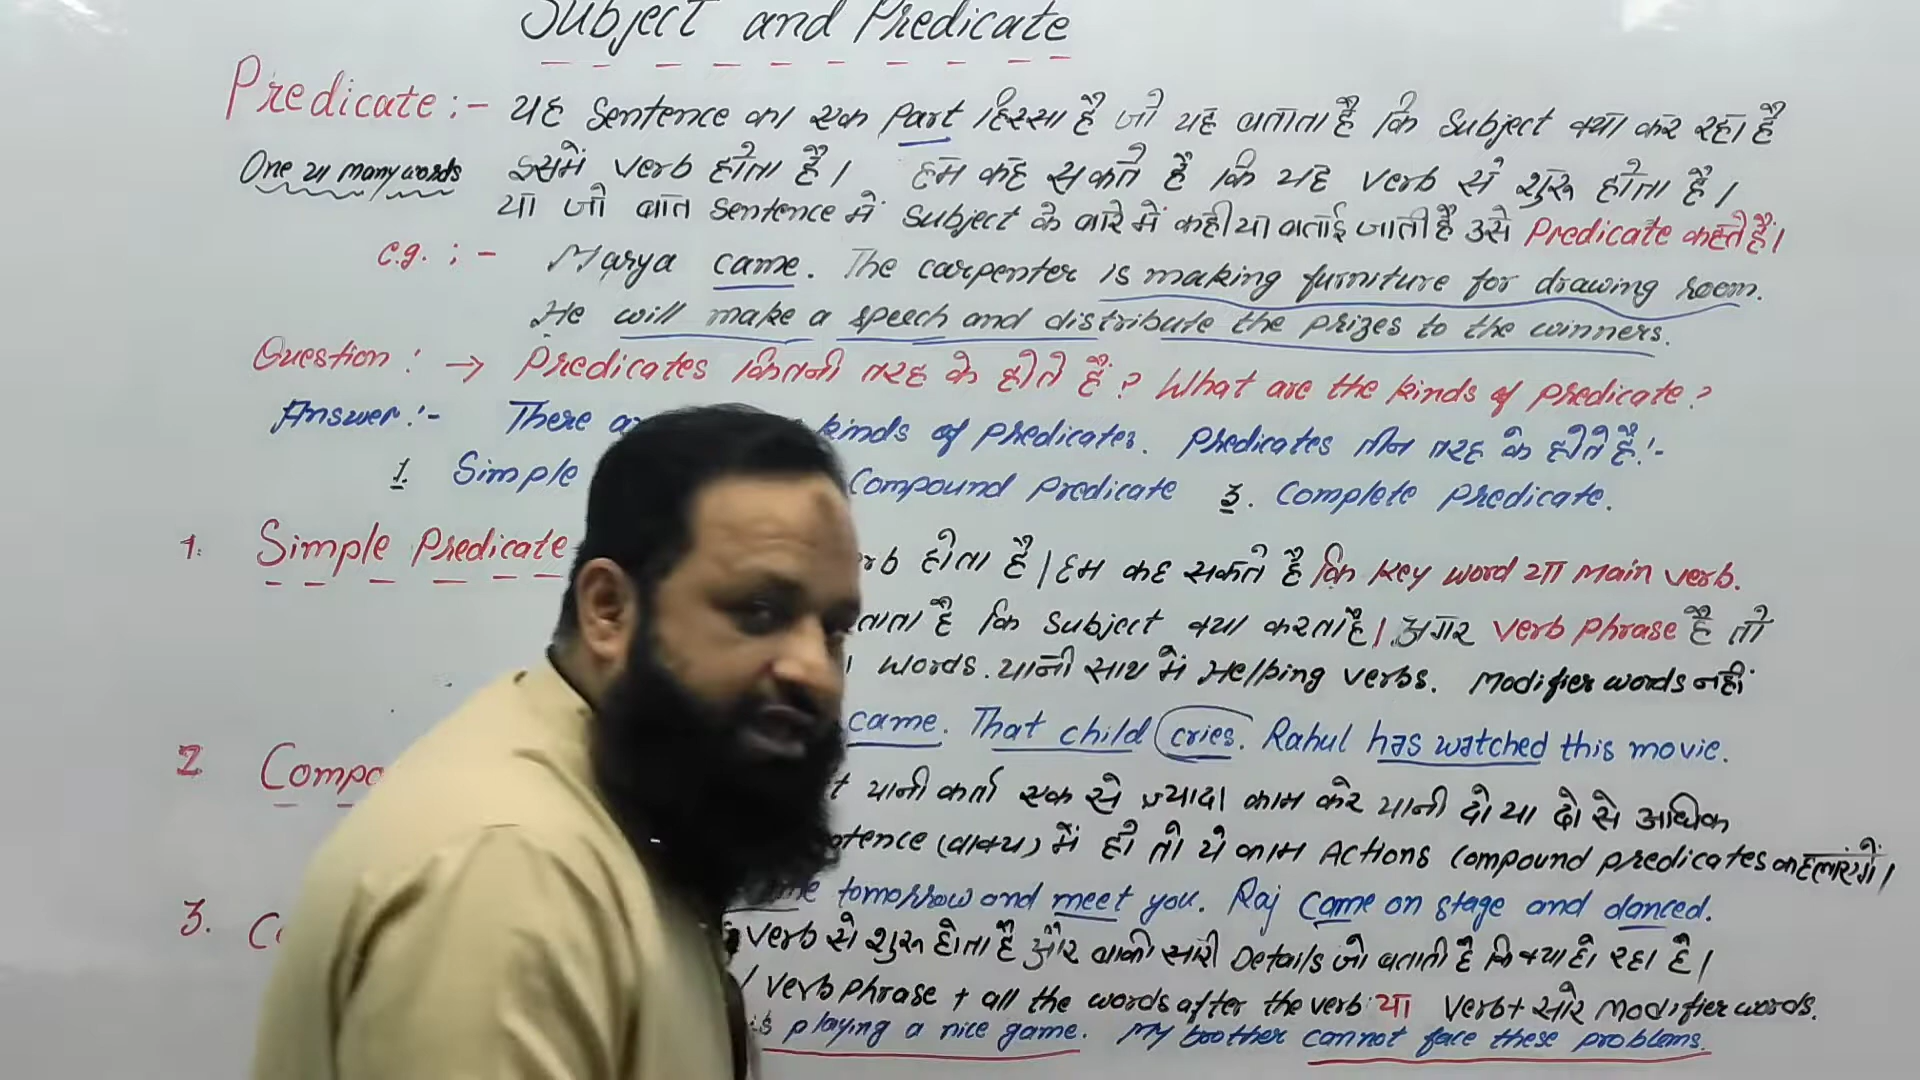 Subject and Predicate
Predicate :- यह Sentence का एक Part हिस्सा है जो यह बताता है कि Subject क्या कर रहा है
One या many words इसमें verb होता है। हम कह सकते है कि यह verb से शुरू होता है।
या जो बात Sentence में Subject के बारे में कही या बताई जाती है उसे Predicate कहते हैं।
e.g. ; - Marya came. The carpenter is making furniture for drawing room.
He will make a speech and distribute the prizes to the winners.
Question : → Predicates कितनी तरह के होते हैं ? What are the kinds of Predicate ?
Answer :- There kinds of Predicates. Predicates तीन तरह के होते हैं :-
1. Simple Compound Predicate 3. Complete Predicate.
1. Simple Predicate होता है। हम कह सकते है कि Key word या main verb.
है कि Subject क्या करता है। अगर verb phrase है तो
words. यानी साथ में Helping verbs. Modifier words नहीं
came. That child cries. Rahul has watched this movie.
2 यानी कर्ता एक से ज़्यादा काम करे यानी दो या दो से अधिक
(वाक्य) में हो तो ये काम Actions Compound predicates कहलाएंगे।
tomorrow and meet you. Raj came on stage and danced.
3. verb से शुरू होता है और बाकी सारी Details जो बताती है कि क्या हो रहा है।
verb phrase + all the words after the verb या Verb + और Modifier words.
is playing a nice game. My brother cannot face these problems.